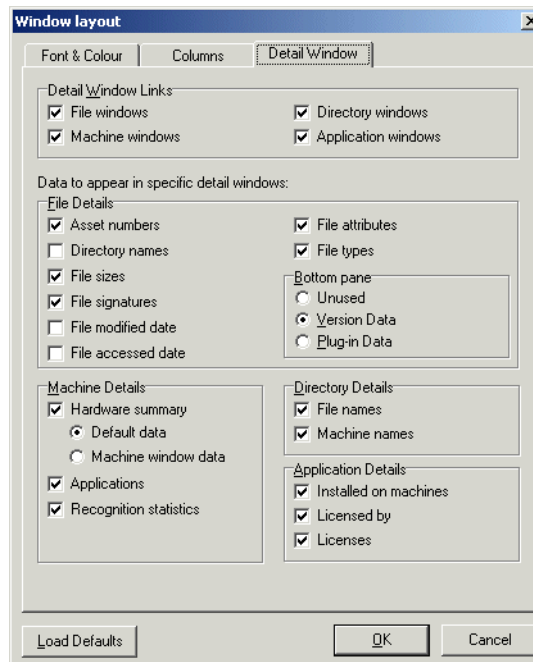 Window layout
Font & Colour
Columns
Detail Window
Detail Window Links
File windows
Directory windows
Machine windows
Application windows
Data to appear in specific detail windows:
File Details
Asset numbers
Directory names
File sizes
File signatures
File modified date
File accessed date
File attributes
File types
Bottom pane
Unused
Version Data
Plug-in Data
Machine Details
Hardware summary
Default data
Machine window data
Applications
Recognition statistics
Directory Details
File names
Machine names
Application Details
Installed on machines
Licensed by
Licenses
Load Defaults
OK
Cancel